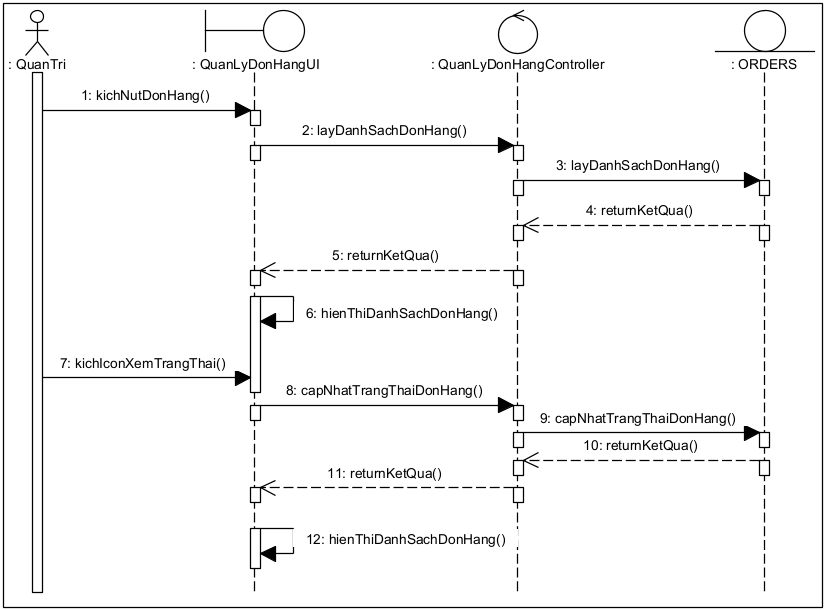 : QuanTri
: QuanLyDonHangUI
: QuanLyDonHangController
: ORDERS
1: kichNutDonHang()
2: layDanhSachDonHang()
3: layDanhSachDonHang()
4: returnKetQua()
5: returnKetQua()
6: hienThiDanhSachDonHang()
7: kichIconXemTrangThai()
8: capNhatTrangThaiDonHang()
9: capNhatTrangThaiDonHang()
10: returnKetQua()
11: returnKetQua()
12: hienThiDanhSachDonHang()